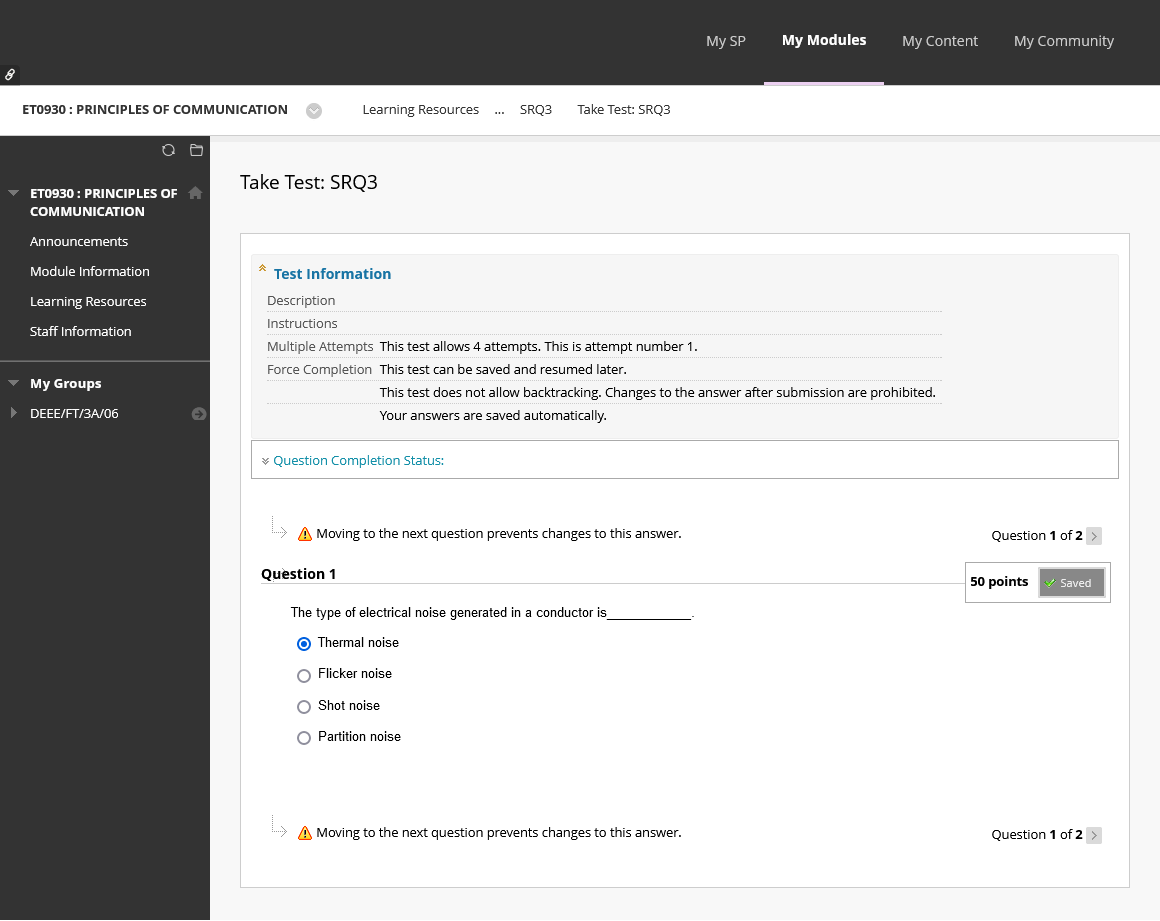 My SP
My Modules
My Content
My Community
ET0930 : PRINCIPLES OF COMMUNICATION
Learning Resources ... SRQ3 Take Test: SRQ3
ET0930 : PRINCIPLES OF
COMMUNICATION
Announcements
Module Information
Learning Resources
Staff Information
My Groups
DEEE/FT/3A/06
Take Test: SRQ3
Test Information
Description
Instructions
Multiple Attempts This test allows 4 attempts. This is attempt number 1.
Force Completion This test can be saved and resumed later.
This test does not allow backtracking. Changes to the answer after submission are prohibited.
Your answers are saved automatically.
Question Completion Status:
Moving to the next question prevents changes to this answer.
Question 1 of 2 >
Question 1
50 points
Saved
The type of electrical noise generated in a conductor is____________.
Thermal noise
Flicker noise
Shot noise
Partition noise
Moving to the next question prevents changes to this answer.
Question 1 of 2 >